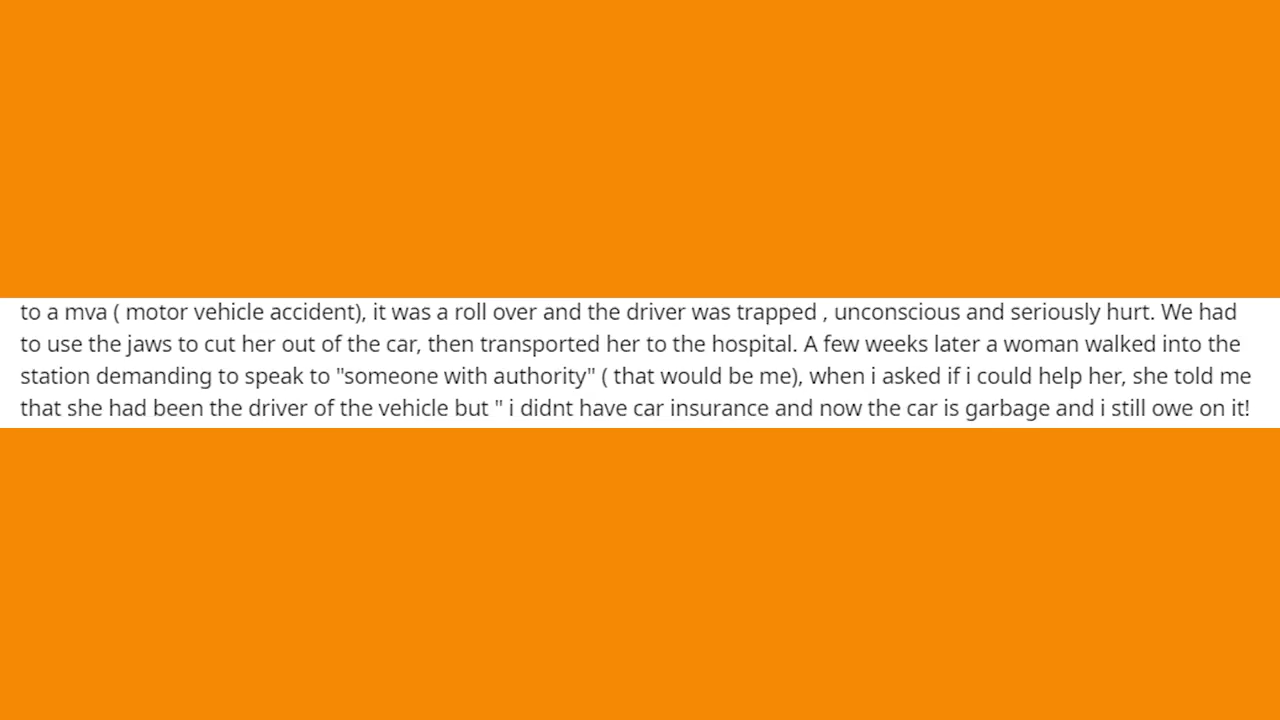 to a mva ( motor vehicle accident), it was a roll over and the driver was trapped , unconscious and seriously hurt. We had
to use the jaws to cut her out of the car, then transported her to the hospital. A few weeks later a woman walked into the
station demanding to speak to "someone with authority" ( that would be me), when i asked if i could help her, she told me
that she had been the driver of the vehicle but " i didnt have car insurance and now the car is garbage and i still owe on it!